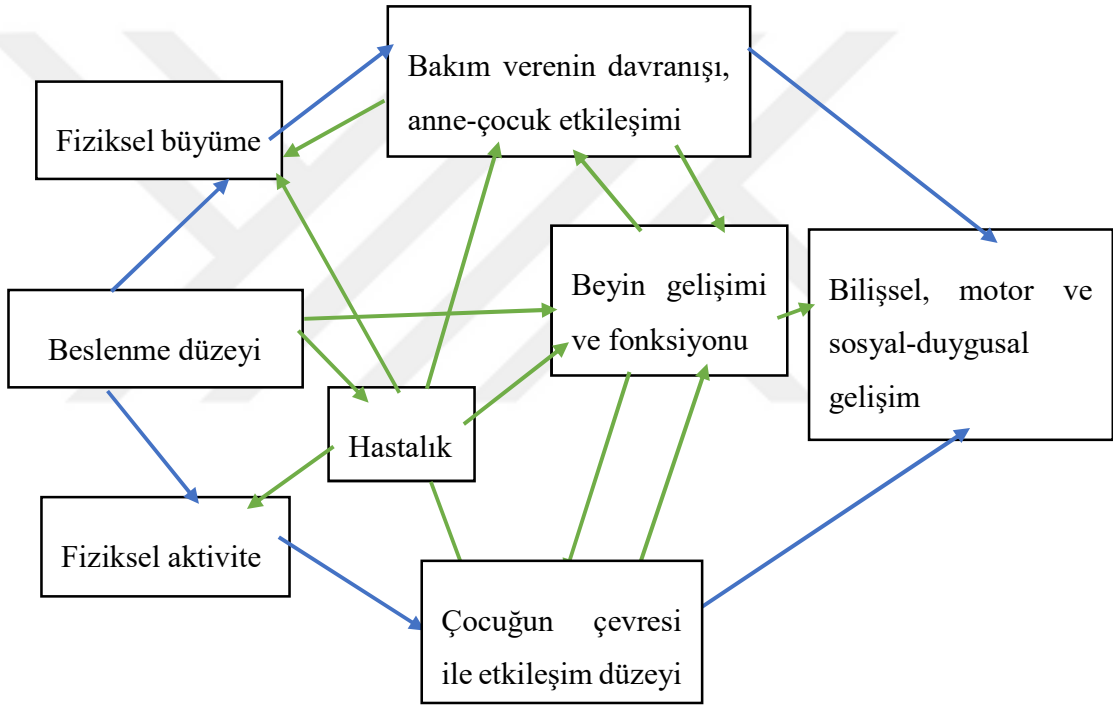 Bakım verenin davranışı,
anne-çocuk etkileşimi
Fiziksel büyüme
Beyin gelişimi
ve fonksiyonu
Bilişsel, motor ve
sosyal-duygusal
gelişim
Beslenme düzeyi
Hastalık
Fiziksel aktivite
Çocuğun çevresi
ile etkileşim düzeyi